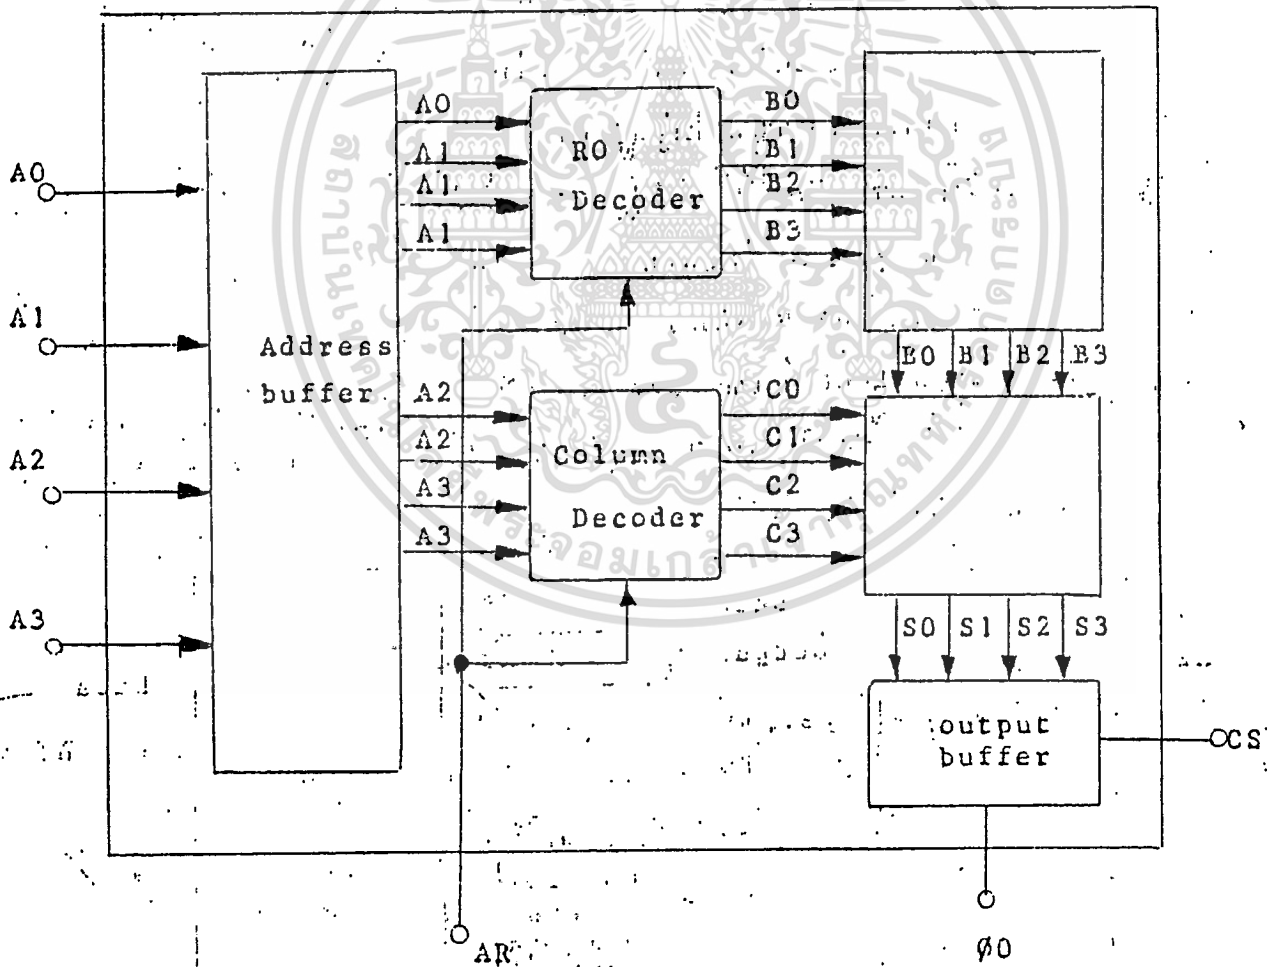 A0
A1
A2
A3
Address
buffer
A0
A1
A1
A1
ROW
Decoder
B0
B1
B2
B3
A2
A2
A3
A3
Column
Decoder
C0
C1
C2
C3
B0 B1 B2 B3
S0 S1 S2 S3
output
buffer
CS
AR
Ø0